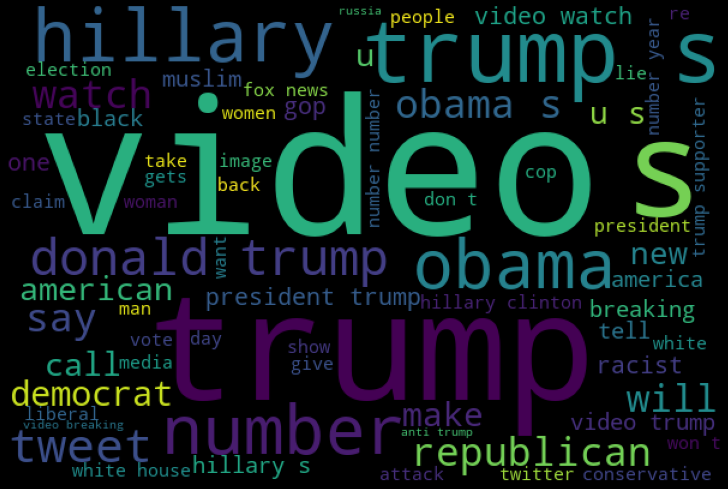 russia
hillary
trump s
people
video watch
re
u
election
muslim
lie
watch
fox news
number year
women
gop
obama s
u s
state
black
video s
s
number number
trump supporter
one
take
image
gets
back
cop
claim
woman
don t
president
donald trump
want
obama
new
america
american
president trump
hillary clinton
breaking
man
say
trump
tell
vote
day
white
show
media
give
call
racist
democrat
will
liberal
number
make
video trump
video breaking
tweet
anti trump
republican
won t
white house
hillary s
attack
twitter
conservative